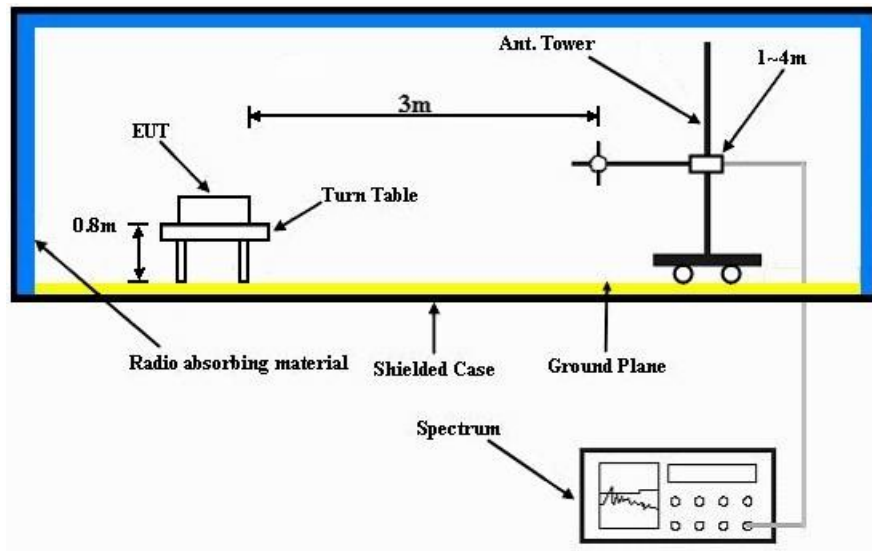 Ant. Tower
1~4m
3m
EUT
Turn Table
0.8m
Radio absorbing material
Shielded Case
Ground Plane
Spectrum